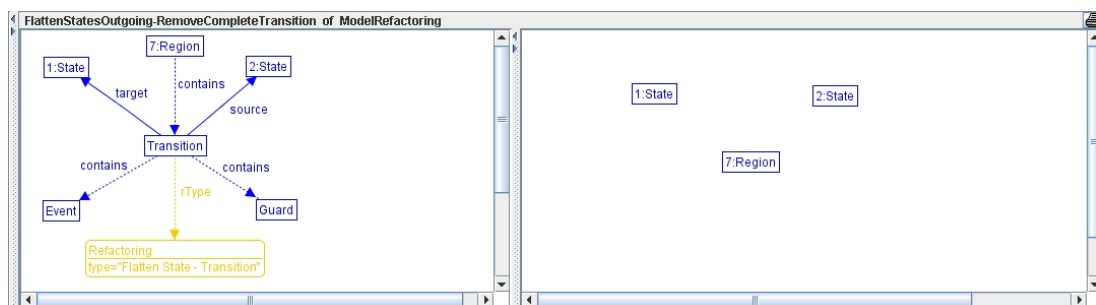 FlattenStatesOutgoing-RemoveCompleteTransition of ModelRefactoring
7:Region
1:State
2:State
contains
target
source
Transition
contains
contains
rType
Event
Guard
Refactoring
type="Flatten State - Transition"
1:State
2:State
7:Region